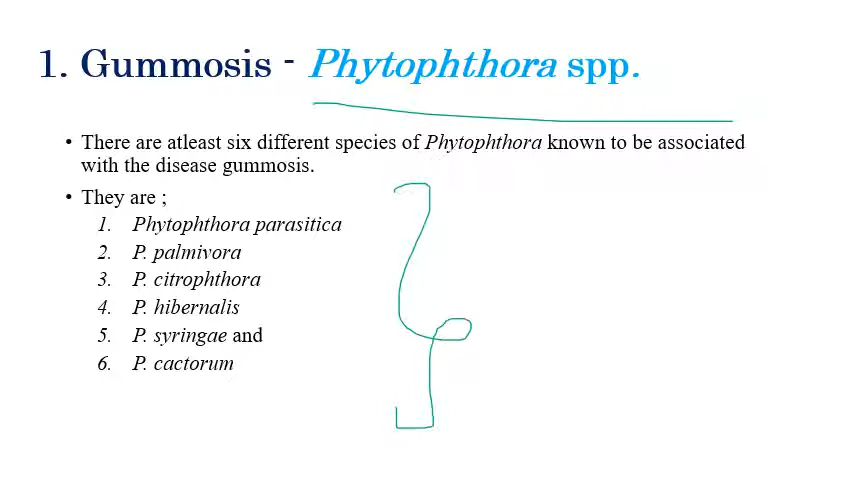 1. Gummosis - Phytophthora spp.
• There are atleast six different species of Phytophthora known to be associated
with the disease gummosis.
• They are ;
1. Phytophthora parasitica
2. P. palmivora
3. P. citrophthora
4. P. hibernalis
5. P. syringae and
6. P. cactorum